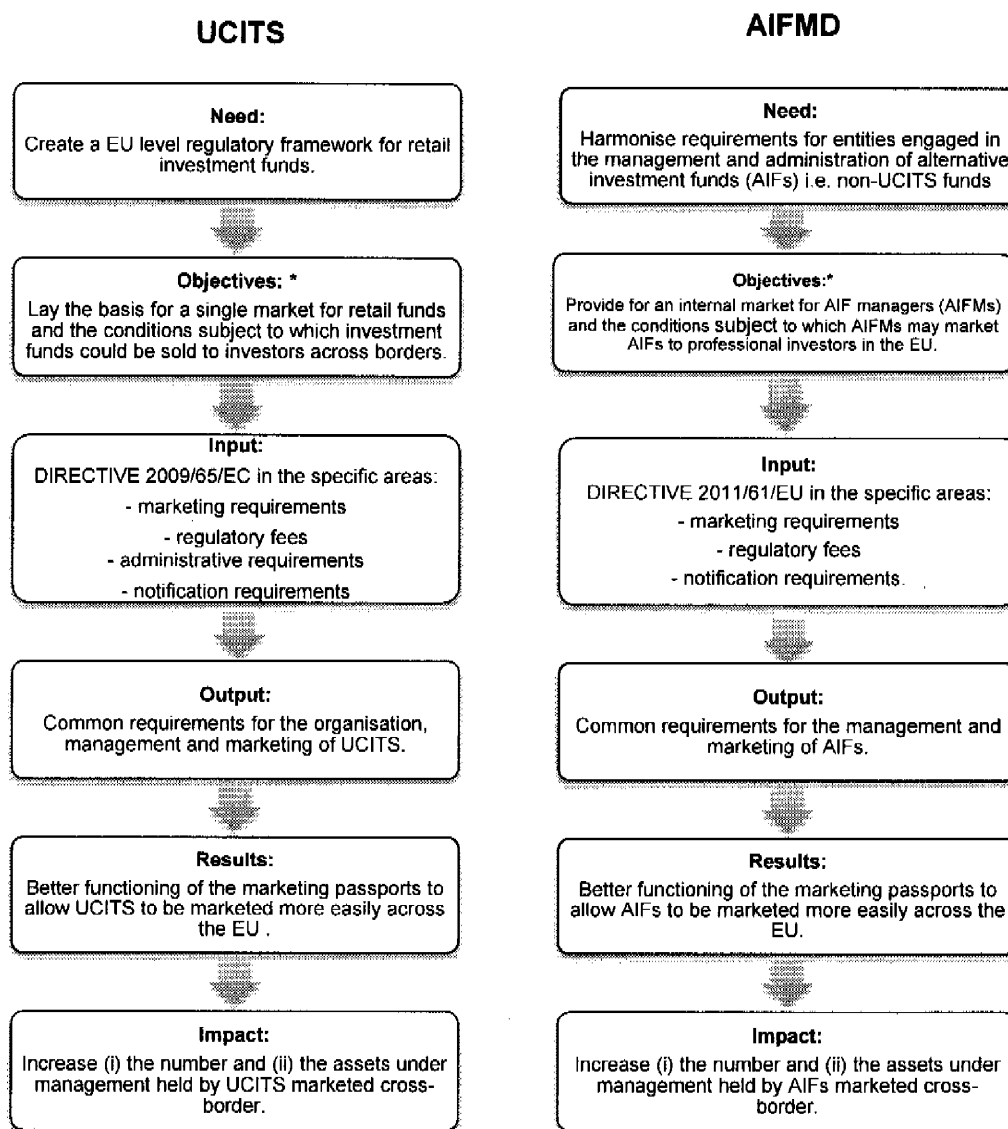 UCITS
Need:
Create a EU level regulatory framework for retail
investment funds.
Objectives: *
Lay the basis for a single market for retail funds
and the conditions subject to which investment
funds could be sold to investors across borders.
Input:
DIRECTIVE 2009/65/EC in the specific areas:
- marketing requirements
- regulatory fees
- administrative requirements
- notification requirements
Output:
Common requirements for the organisation,
management and marketing of UCITS.
Results:
Better functioning of the marketing passports to
allow UCITS to be marketed more easily across
the EU .
Impact:
Increase (i) the number and (ii) the assets under
management held by UCITS marketed cross-
border.
AIFMD
Need:
Harmonise requirements for entities engaged in
the management and administration of alternative
investment funds (AIFs) i.e. non-UCITS funds
Objectives:*
Provide for an internal market for AIF managers (AIFMs)
and the conditions subject to which AIFMs may market
AIFs to professional investors in the EU.
Input:
DIRECTIVE 2011/61/EU in the specific areas:
- marketing requirements
- regulatory fees
- notification requirements.
Output:
Common requirements for the management and
marketing of AIFs.
Results:
Better functioning of the marketing passports to
allow AIFs to be marketed more easily across the
EU.
Impact:
Increase (i) the number and (ii) the assets under
management held by AIFs marketed cross-
border.